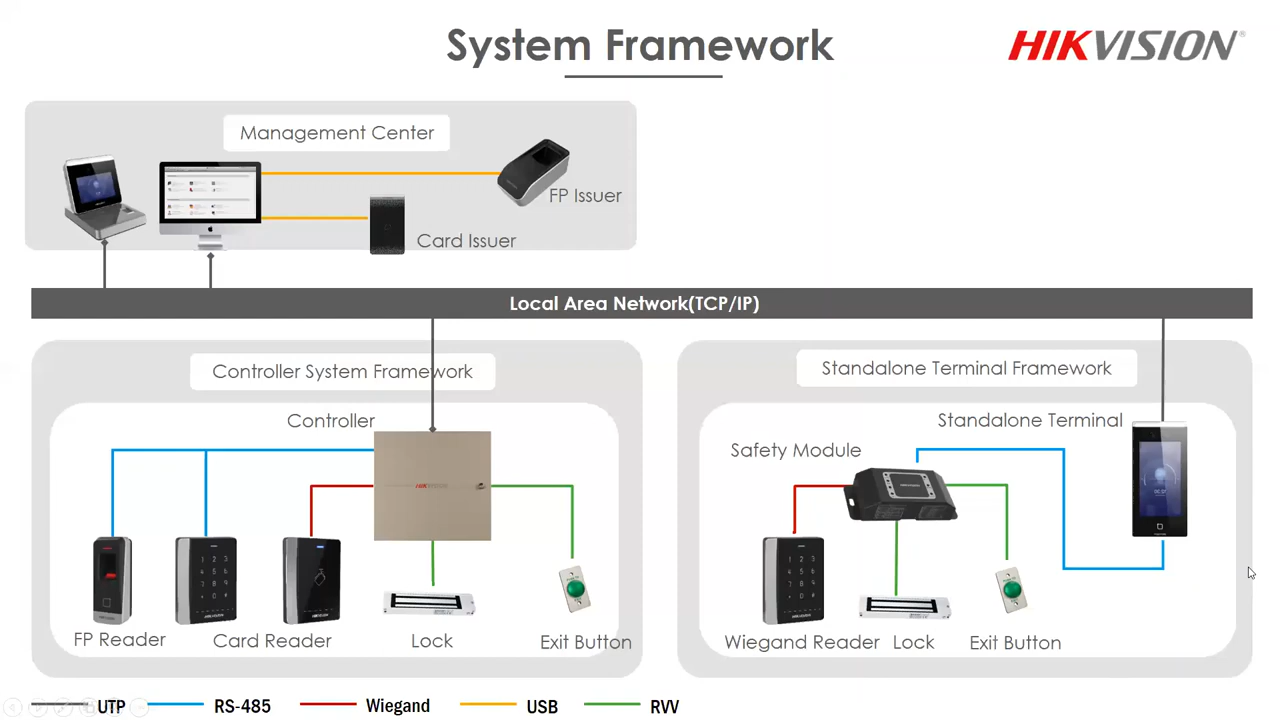 System Framework
HIKVISION®
Management Center
FP Issuer
Card Issuer
Local Area Network(TCP/IP)
Controller System Framework
Standalone Terminal Framework
Controller
Standalone Terminal
Safety Module
HIKVISION
FP Reader
Card Reader
Lock
Exit Button
Wiegand Reader
Lock
Exit Button
UTP
RS-485
Wiegand
USB
RVV